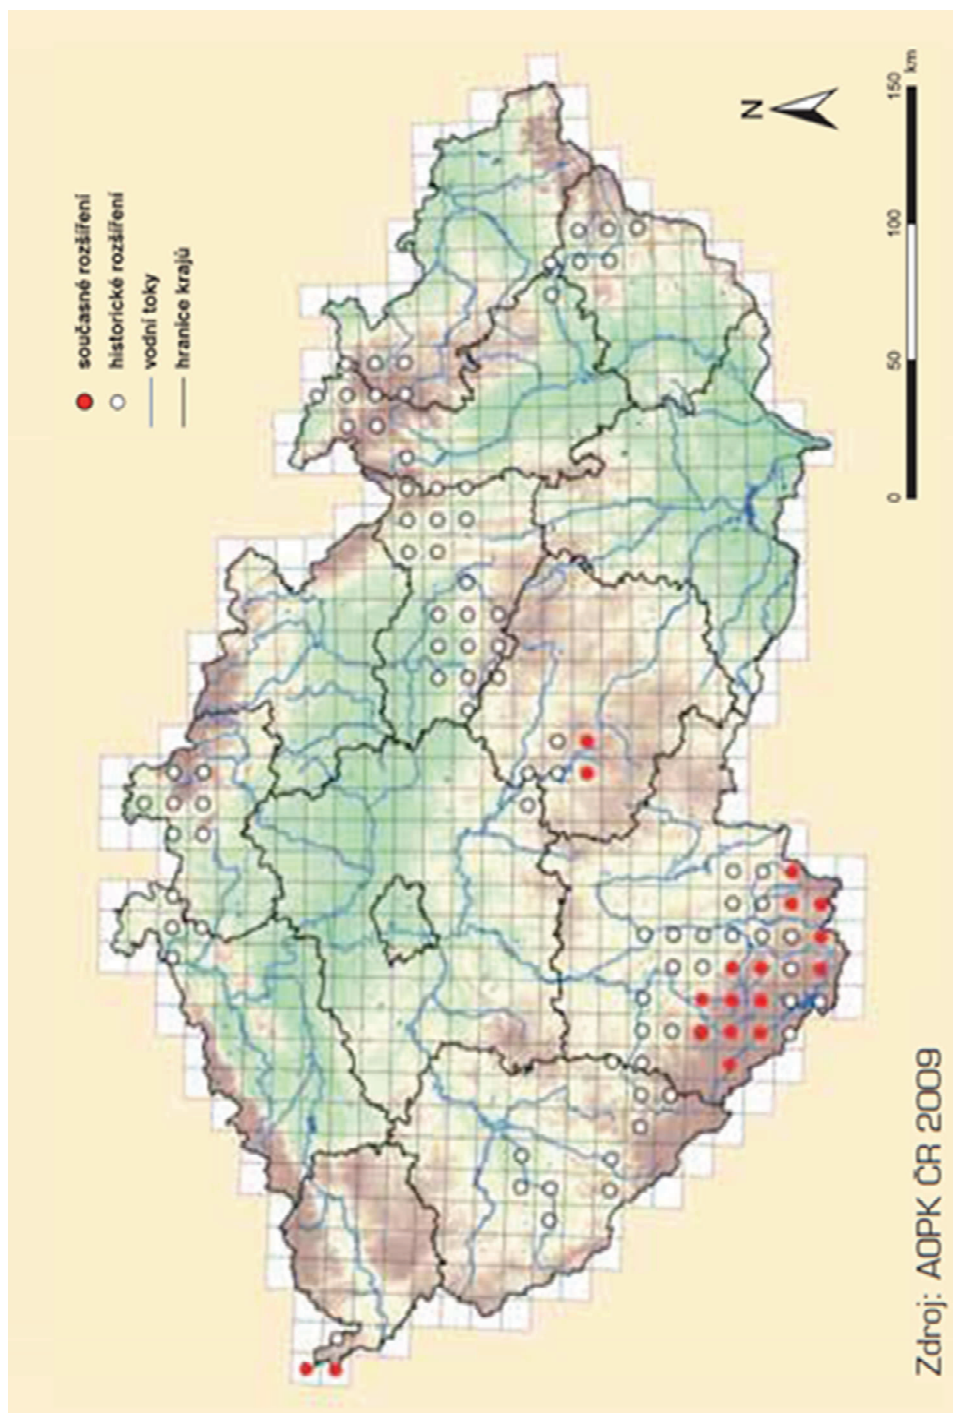 současné rozšíření
historické rozšíření
vodní toky
hranice krajů
N
0 50 100 150
km
Zdroj: AOPK ČR 2009